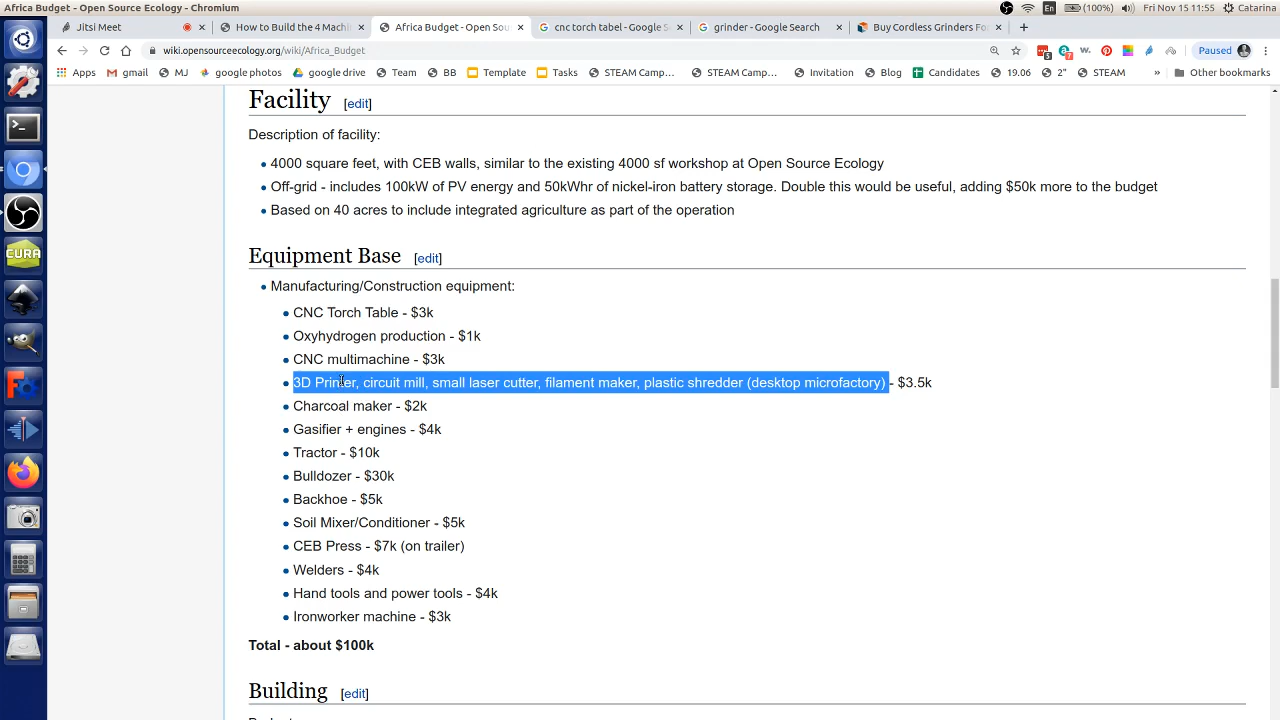 Africa Budget - Open Source Ecology - Chromium
En (100%) Fri Nov 15 11:55 Catarina
Jitsi Meet
How to Build the 4 Machi
Africa Budget - Open Sou
cnc torch tabel - Google S
grinder - Google Search
Buy Cordless Grinders For
wiki.opensourceecology.org/wiki/Africa_Budget
Paused
Apps gmail MJ google photos google drive Team BB Template Tasks STEAM Camp... STEAM Camp... Invitation Blog Candidates 19.06 2" STEAM » Other bookmarks
Facility [edit]
Description of facility:
4000 square feet, with CEB walls, similar to the existing 4000 sf workshop at Open Source Ecology
Off-grid - includes 100kW of PV energy and 50kWhr of nickel-iron battery storage. Double this would be useful, adding $50k more to the budget
Based on 40 acres to include integrated agriculture as part of the operation
Equipment Base [edit]
Manufacturing/Construction equipment:
CNC Torch Table - $3k
Oxyhydrogen production - $1k
CNC multimachine - $3k
3D Printer, circuit mill, small laser cutter, filament maker, plastic shredder (desktop microfactory) - $3.5k
Charcoal maker - $2k
Gasifier + engines - $4k
Tractor - $10k
Bulldozer - $30k
Backhoe - $5k
Soil Mixer/Conditioner - $5k
CEB Press - $7k (on trailer)
Welders - $4k
Hand tools and power tools - $4k
Ironworker machine - $3k
Total - about $100k
Building [edit]
CURA